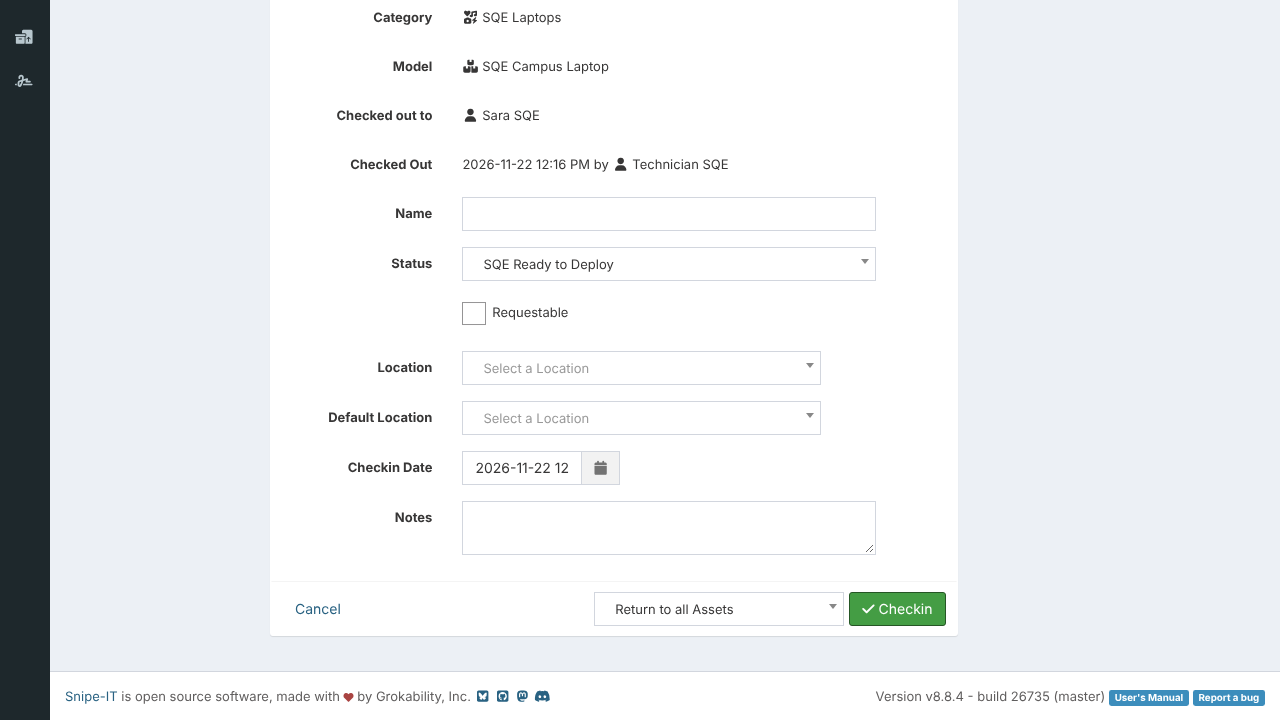 Category SQE Laptops
Model SQE Campus Laptop
Checked out to Sara SQE
Checked Out 2026-11-22 12:16 PM by Technician SQE
Name
Status SQE Ready to Deploy
Requestable
Location Select a Location
Default Location Select a Location
Checkin Date 2026-11-22 12
Notes
Cancel Return to all Assets Checkin
Snipe-IT is open source software, made with by Grokability, Inc. Version v8.8.4 - build 26735 (master) User's Manual Report a bug